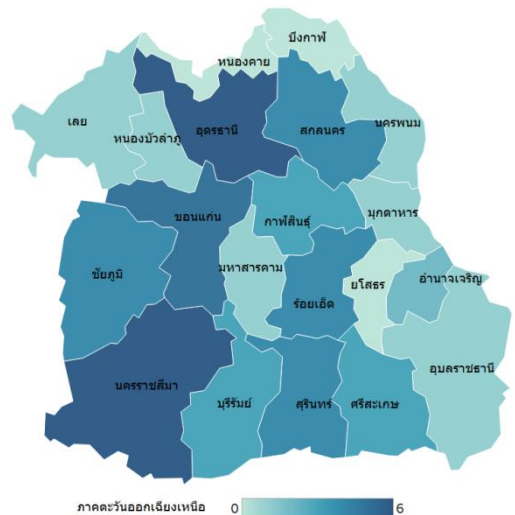 บึงกาฬ
หนองคาย
เลย
หนองบัวลำภู
อุดรธานี
สกลนคร
นครพนม
ขอนแก่น
กาฬสินธุ์
มุกดาหาร
ชัยภูมิ
มหาสารคาม
ร้อยเอ็ด
ยโสธร
อำนาจเจริญ
นครราชสีมา
บุรีรัมย์
สุรินทร์
ศรีสะเกษ
อุบลราชธานี
ภาคตะวันออกเฉียงเหนือ 0 6